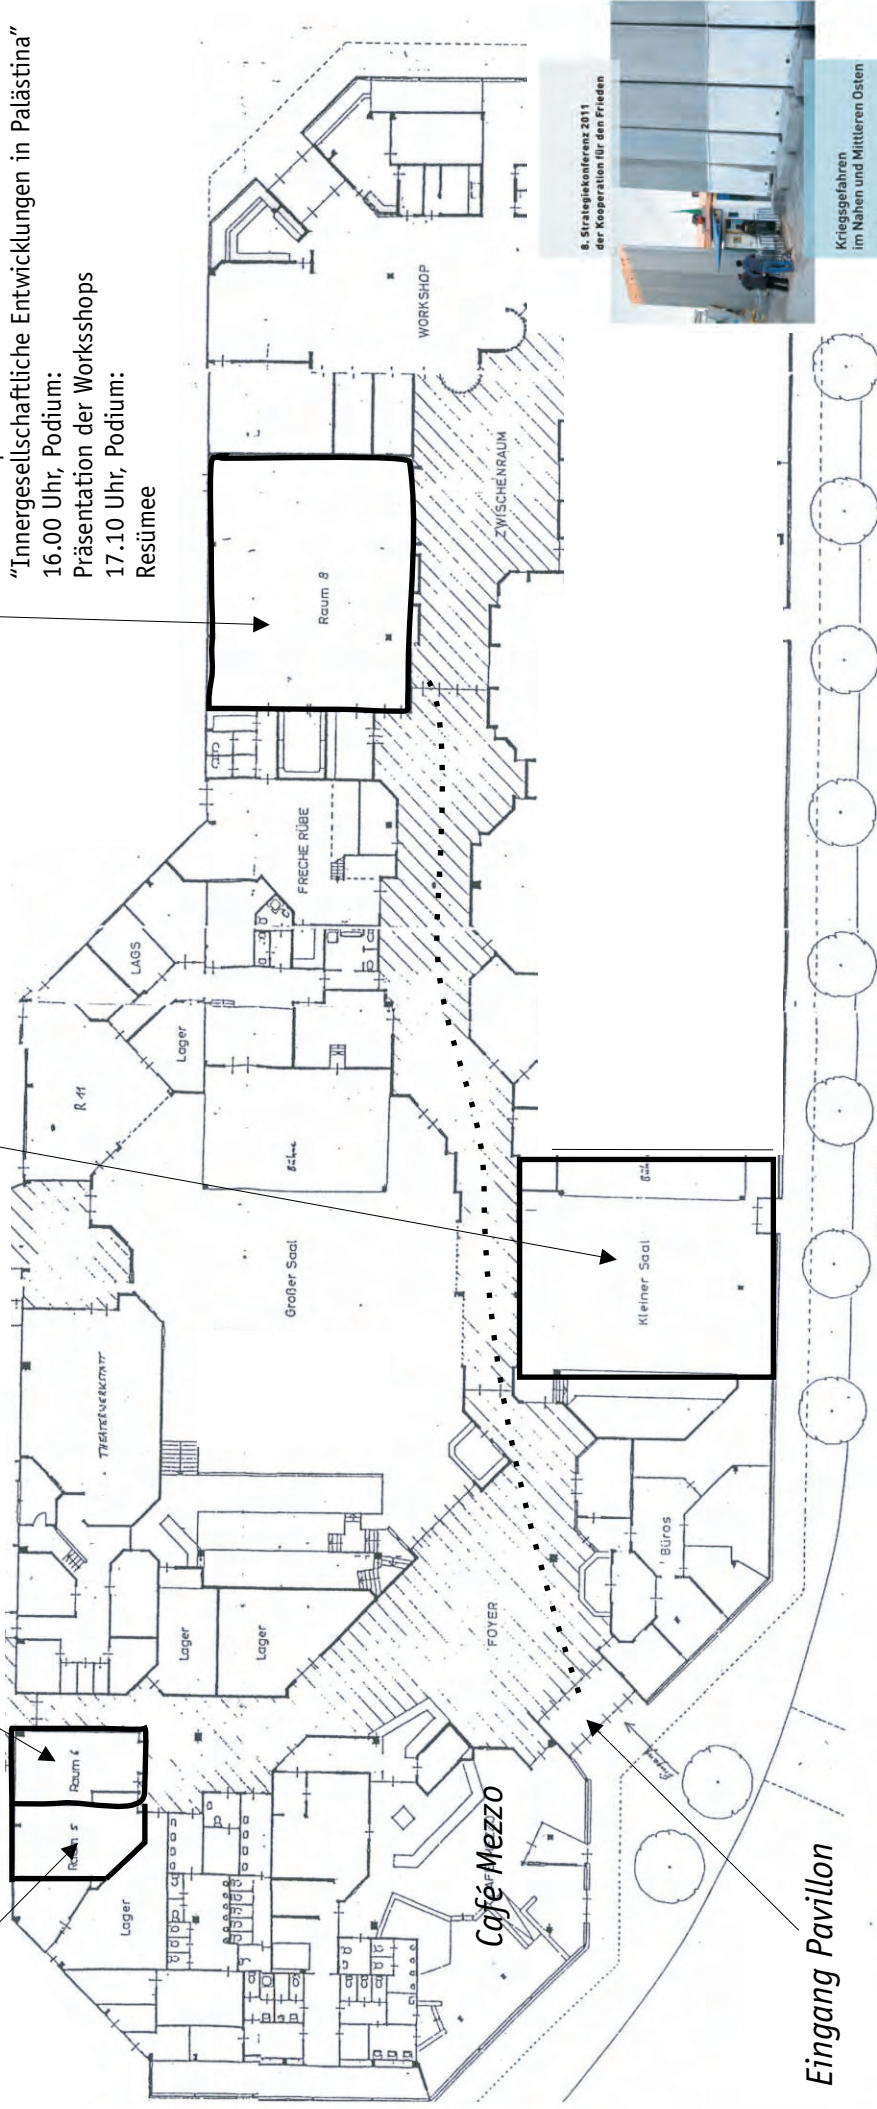 "Innergesellschaftliche Entwicklungen in Palästina"
16.00 Uhr, Podium:
Präsentation der Worksshops
17.10 Uhr, Podium:
Resümee
8. Strategiekonferenz 2011
der Kooperation für den Frieden
Kriegsgefahren
im Nahen und Mittleren Osten
WORKSHOP
ZWISCHENRAUM
Raum 8
FRECHE RÜBE
LAGS
Lager
R 11
Bühne
Großer Saal
Büh
Kleiner Saal
THEATERWERKSTATT
Lager
Lager
FOYER
Büros
Raum 6
Raum 5
Lager
Café Mezzo
Eingang
Eingang Pavillon